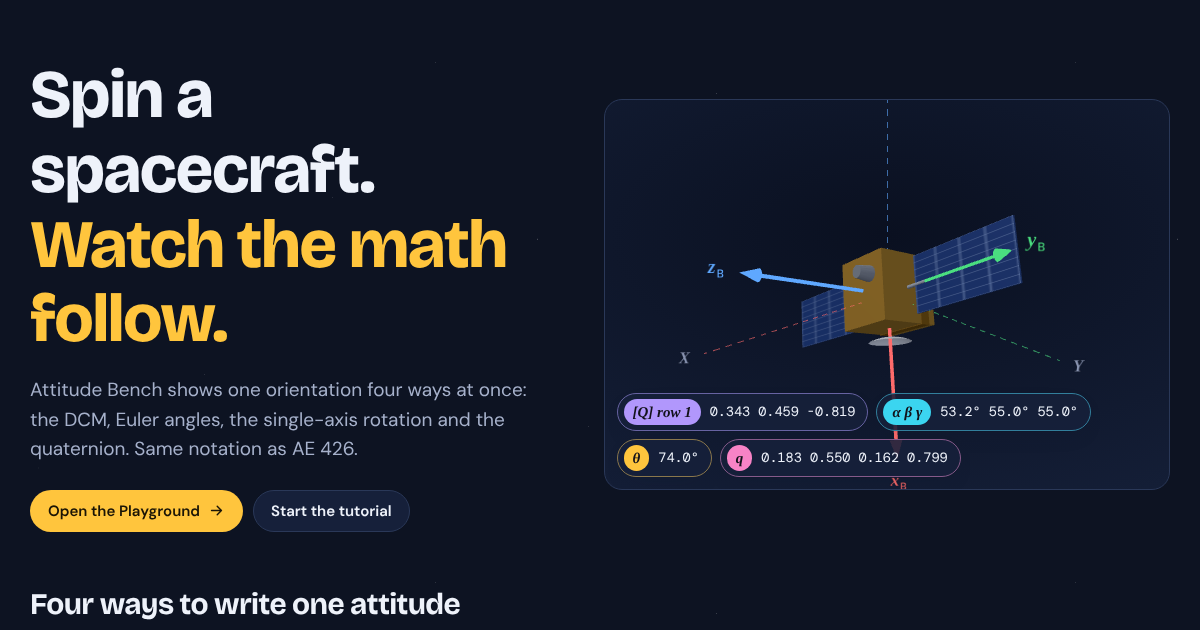 Spin a
spacecraft.
Watch the math
follow.
Attitude Bench shows one orientation four ways at once:
the DCM, Euler angles, the single-axis rotation and the
quaternion. Same notation as AE 426.
Open the Playground →
Start the tutorial
Four ways to write one attitude
zB
yB
X
Y
[Q] row 1 0.343 0.459 -0.819
α β γ 53.2° 55.0° 55.0°
θ 74.0°
q 0.183 0.550 0.162 0.799
xB